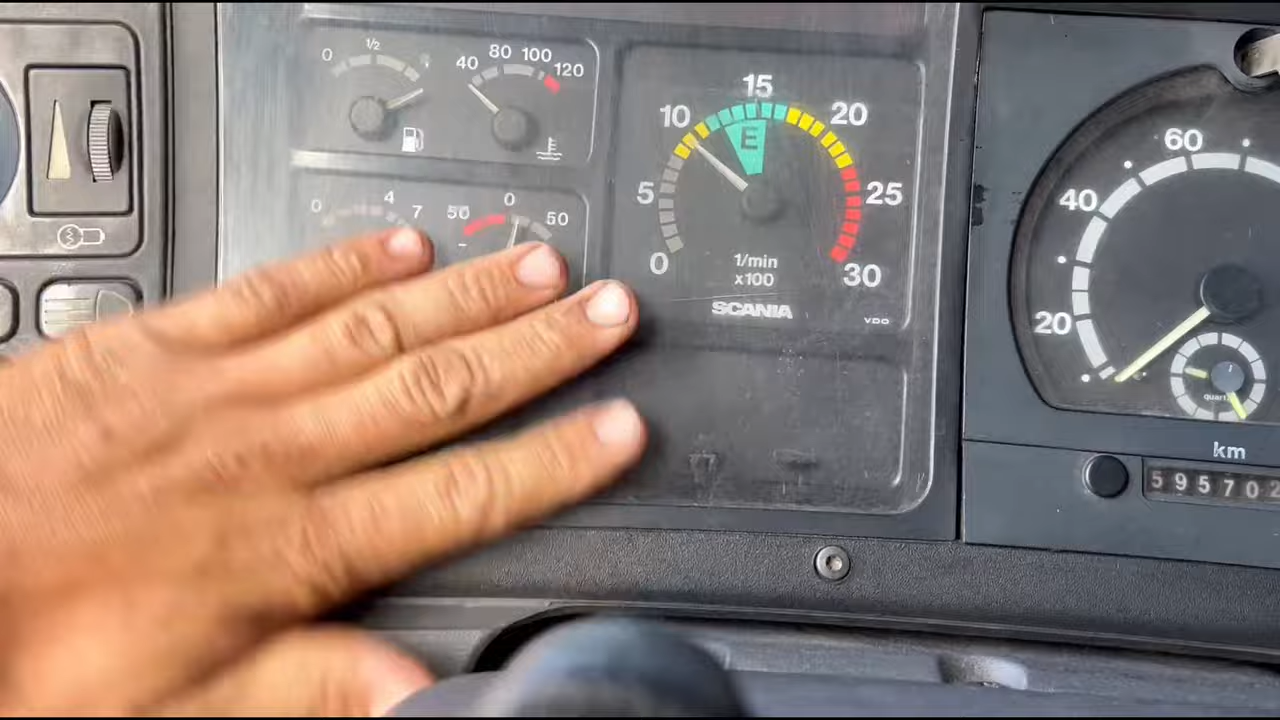 0 1/2
40 80 100 120
0 4 7
50 0 50
0 5 10 15 20 25 30
E
1/min
x100
SCANIA
VDO
20 40 60
quartz
km
595702